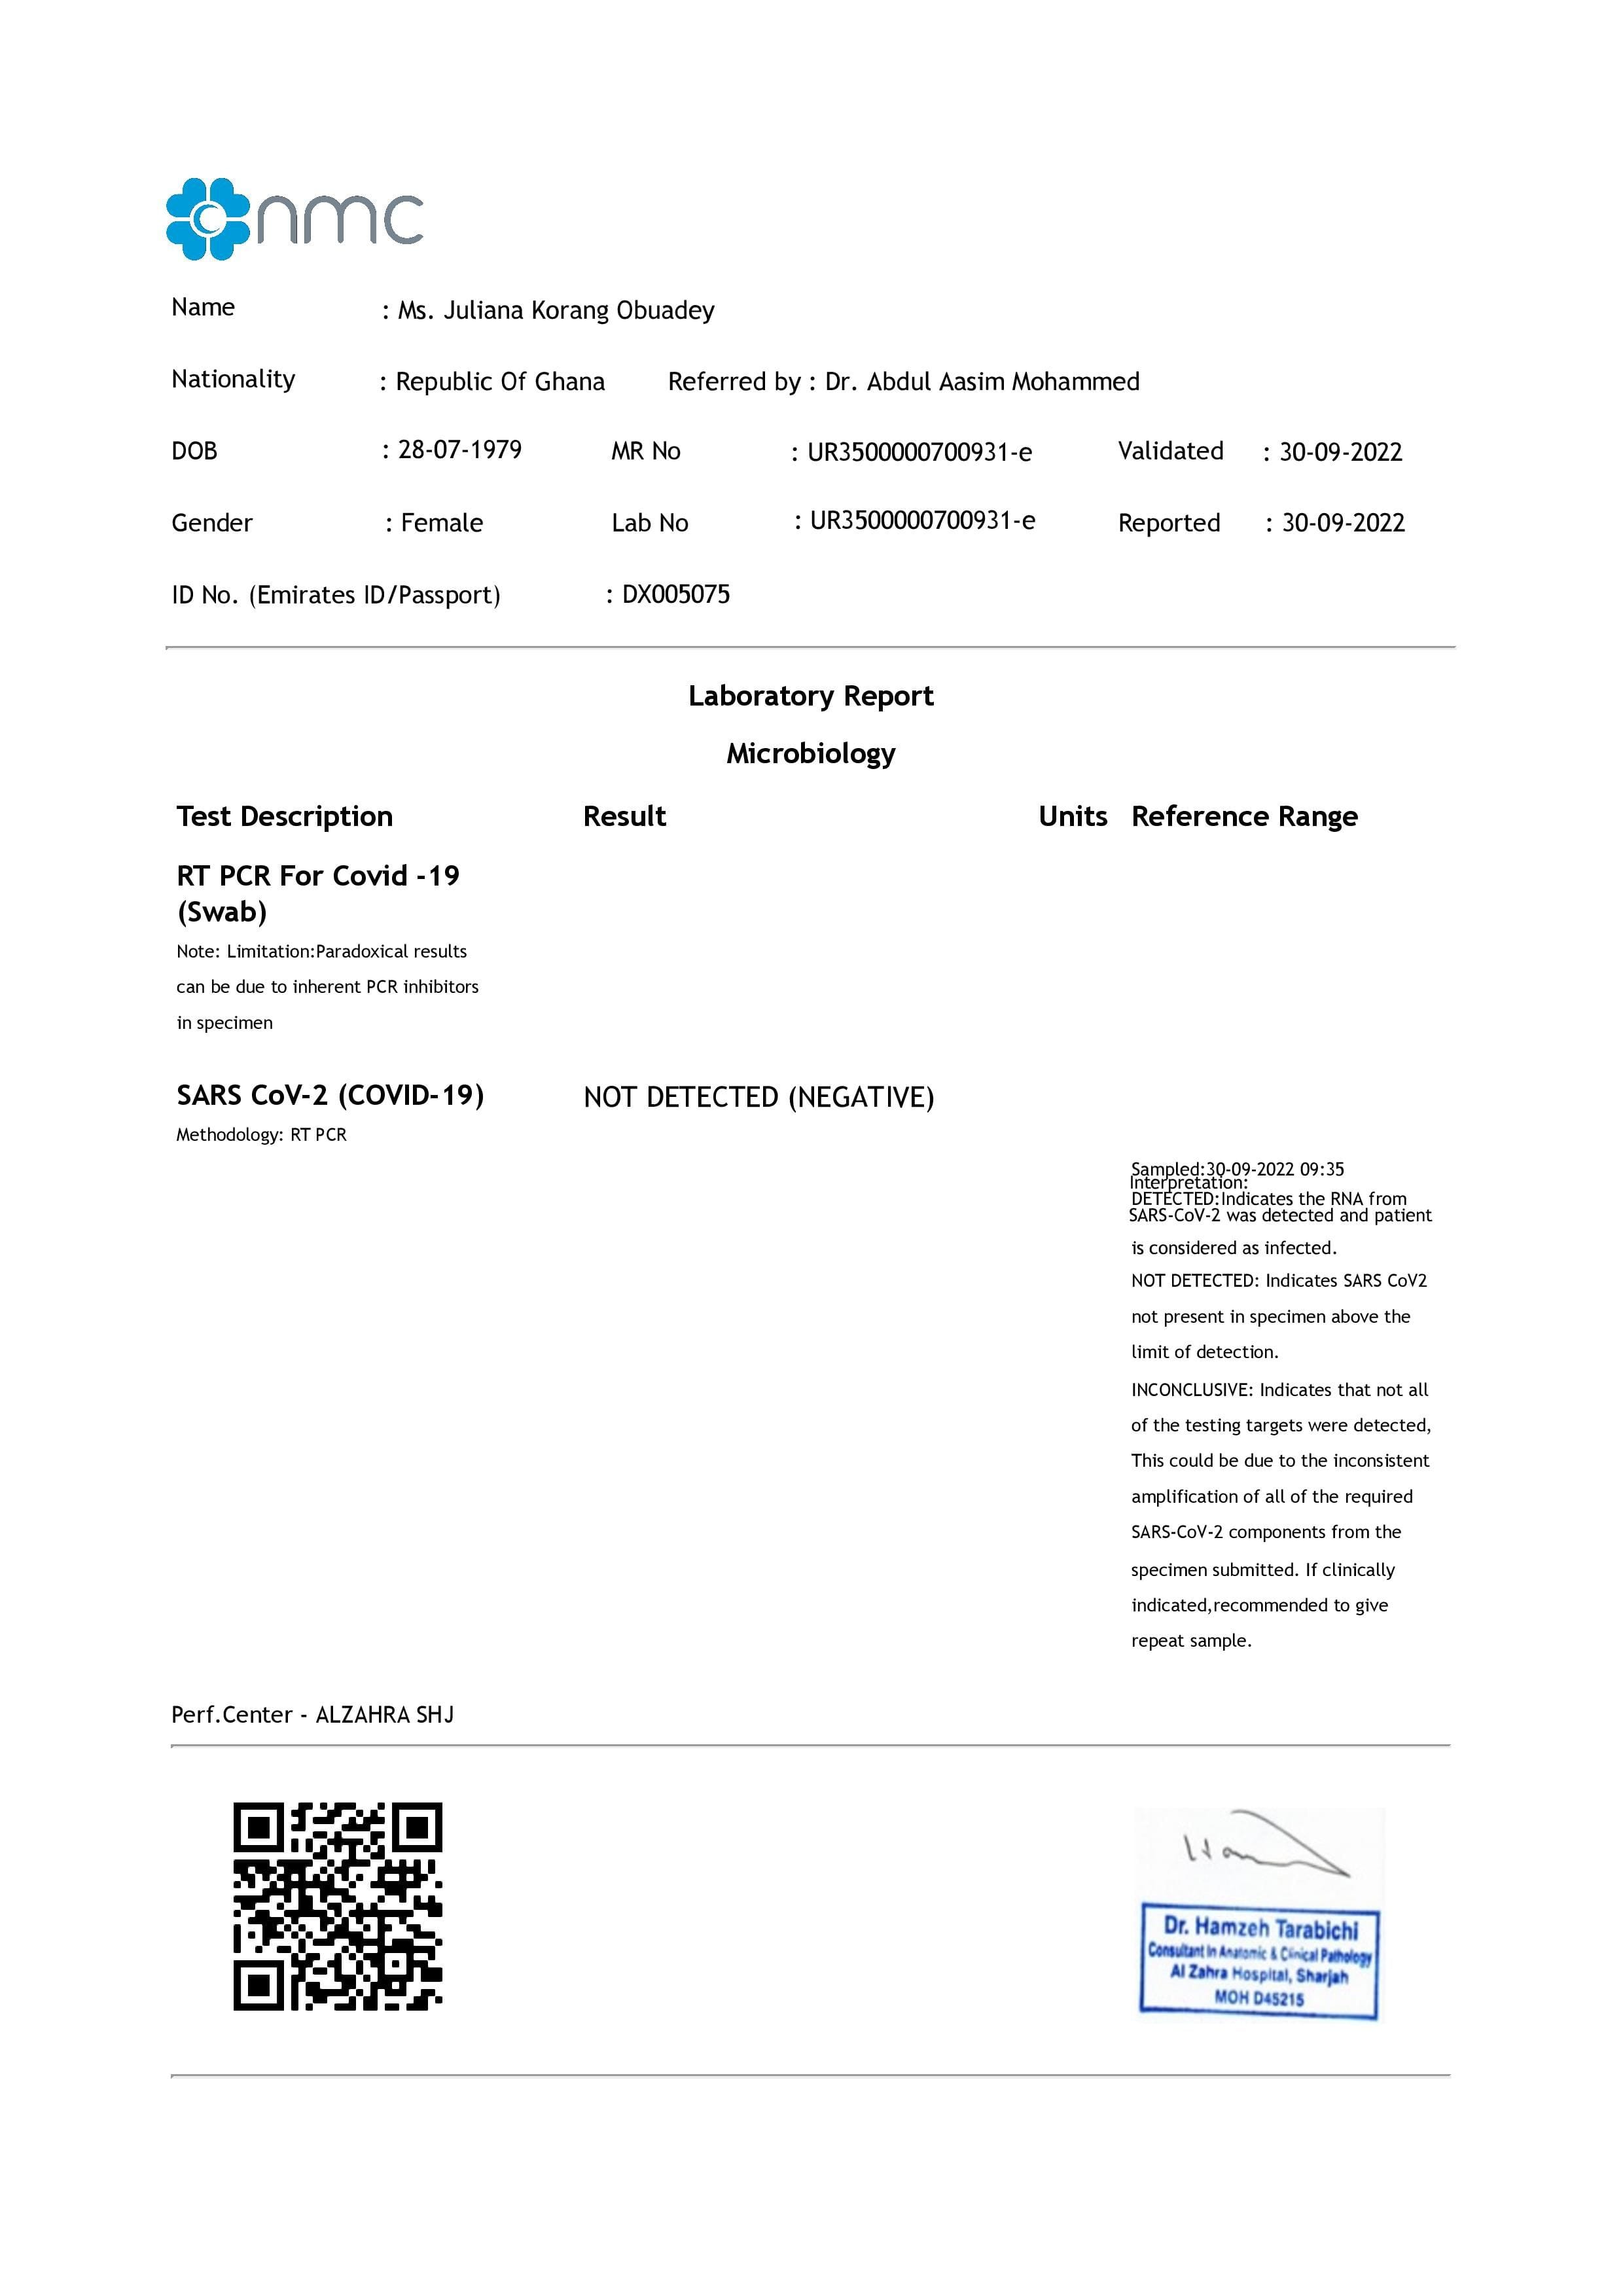 nmc
Name : Ms. Juliana Korang Obuadey
Nationality : Republic Of Ghana Referred by : Dr. Abdul Aasim Mohammed
DOB : 28-07-1979 MR No : UR3500000700931-e Validated : 30-09-2022
Gender : Female Lab No : UR3500000700931-e Reported : 30-09-2022
ID No. (Emirates ID/Passport) : DX005075
Laboratory Report
Microbiology
Test Description Result Units Reference Range
RT PCR For Covid -19
(Swab)
Note: Limitation:Paradoxical results
can be due to inherent PCR inhibitors
in specimen
SARS CoV-2 (COVID-19) NOT DETECTED (NEGATIVE)
Methodology: RT PCR
Sampled:30-09-2022 09:35
Interpretation:
DETECTED:Indicates the RNA from
SARS-CoV-2 was detected and patient
is considered as infected.
NOT DETECTED: Indicates SARS CoV2
not present in specimen above the
limit of detection.
INCONCLUSIVE: Indicates that not all
of the testing targets were detected,
This could be due to the inconsistent
amplification of all of the required
SARS-CoV-2 components from the
specimen submitted. If clinically
indicated,recommended to give
repeat sample.
Perf.Center - ALZAHRA SHJ
Dr. Hamzeh Tarabichi
Consultant In Anatomic & Clinical Pathology
Al Zahra Hospital, Sharjah
MOH D45215